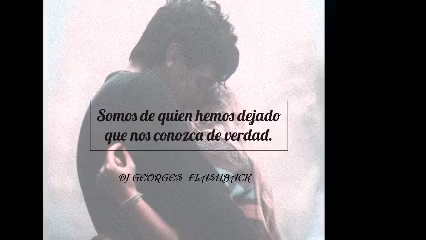 Somos de quien hemos dejado
que nos conozca de verdad.
DJ GEORGES FLASHBACK